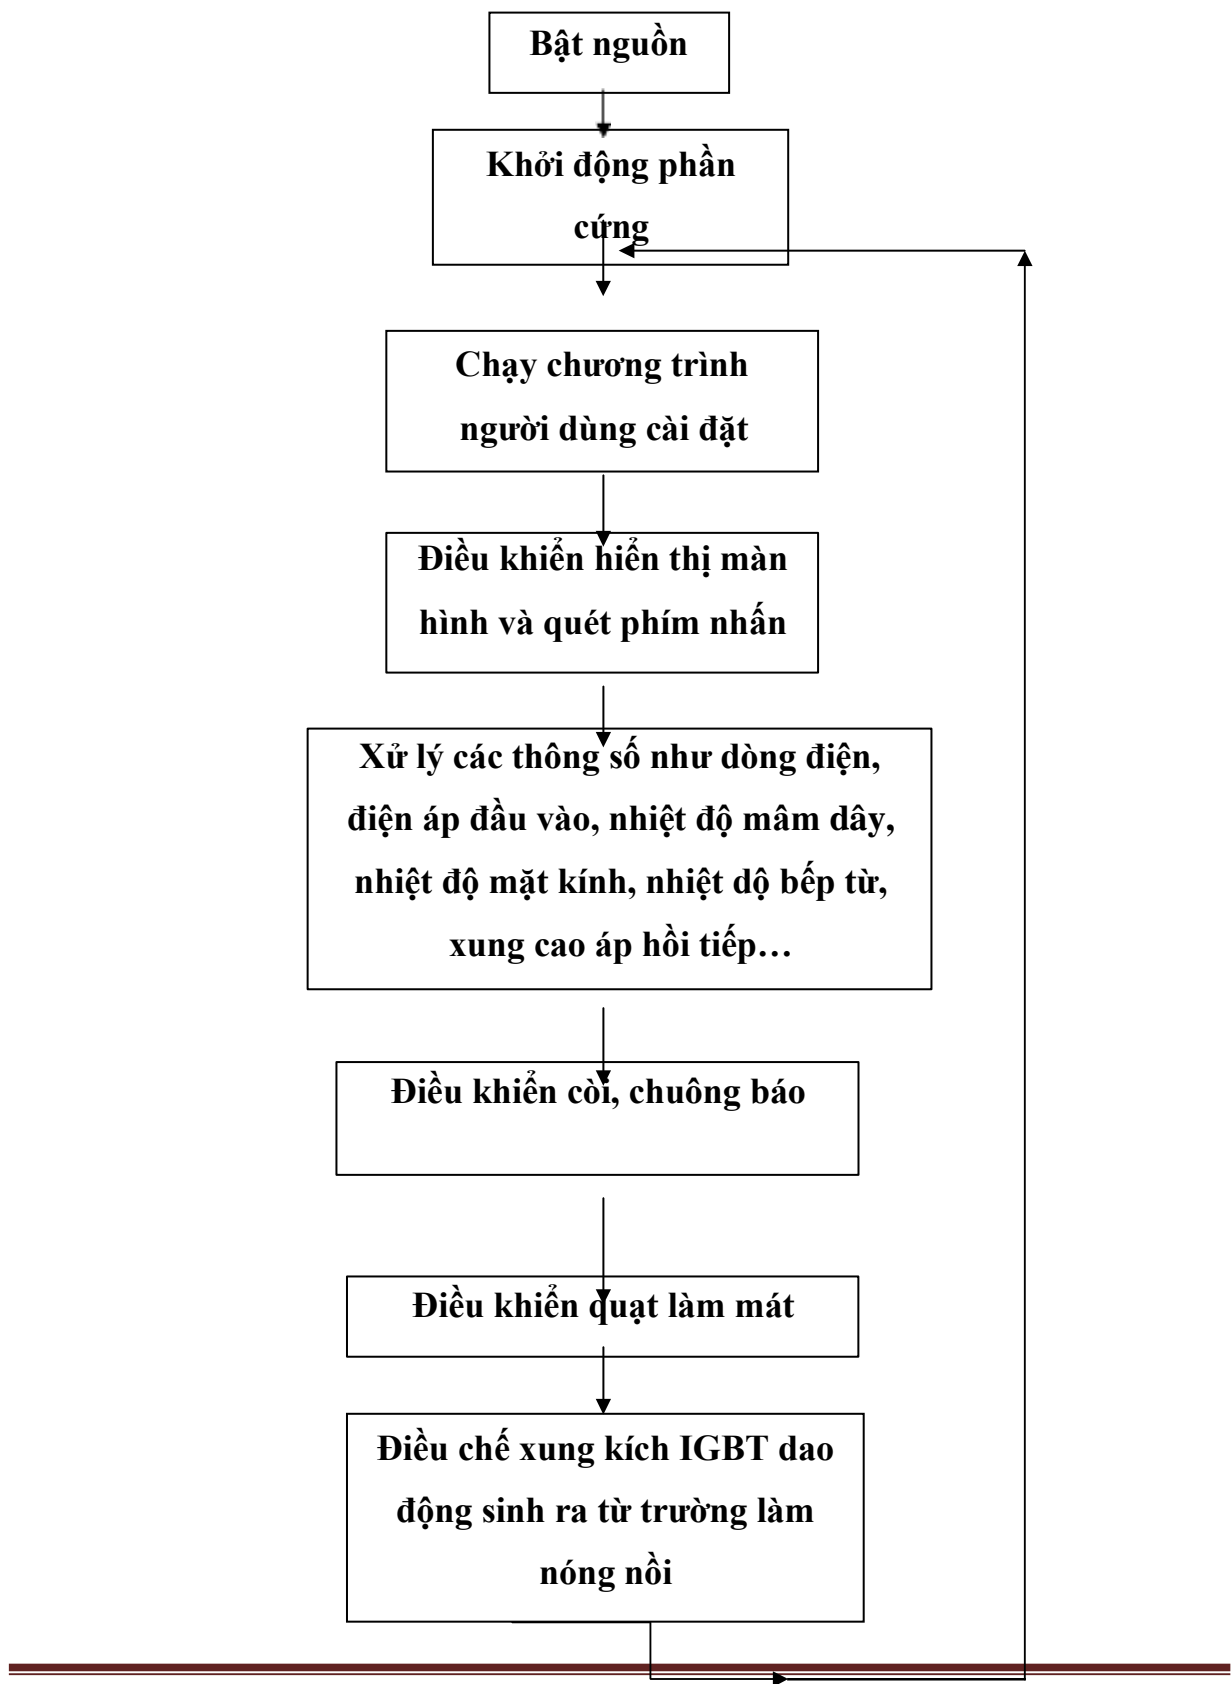 Bật nguồn
Khởi động phần
cứng
Chạy chương trình
người dùng cài đặt
Điều khiển hiển thị màn
hình và quét phím nhấn
Xử lý các thông số như dòng điện,
điện áp đầu vào, nhiệt độ mâm dây,
nhiệt độ mặt kính, nhiệt dộ bếp từ,
xung cao áp hồi tiếp…
Điều khiển còi, chuông báo
Điều khiển quạt làm mát
Điều chế xung kích IGBT dao
động sinh ra từ trường làm
nóng nồi